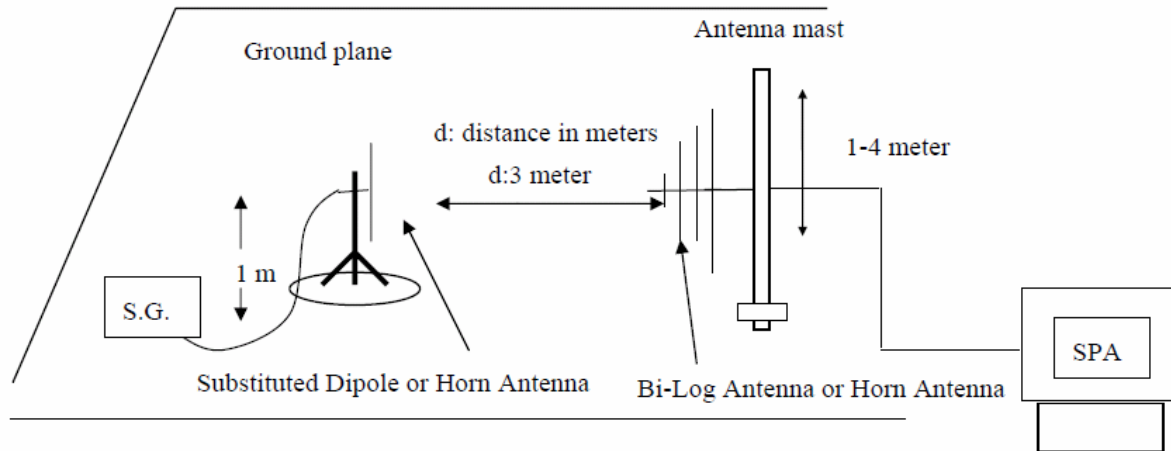 Antenna mast
Ground plane
d: distance in meters
d:3 meter
1-4 meter
1 m
S.G.
SPA
Substituted Dipole or Horn Antenna
Bi-Log Antenna or Horn Antenna